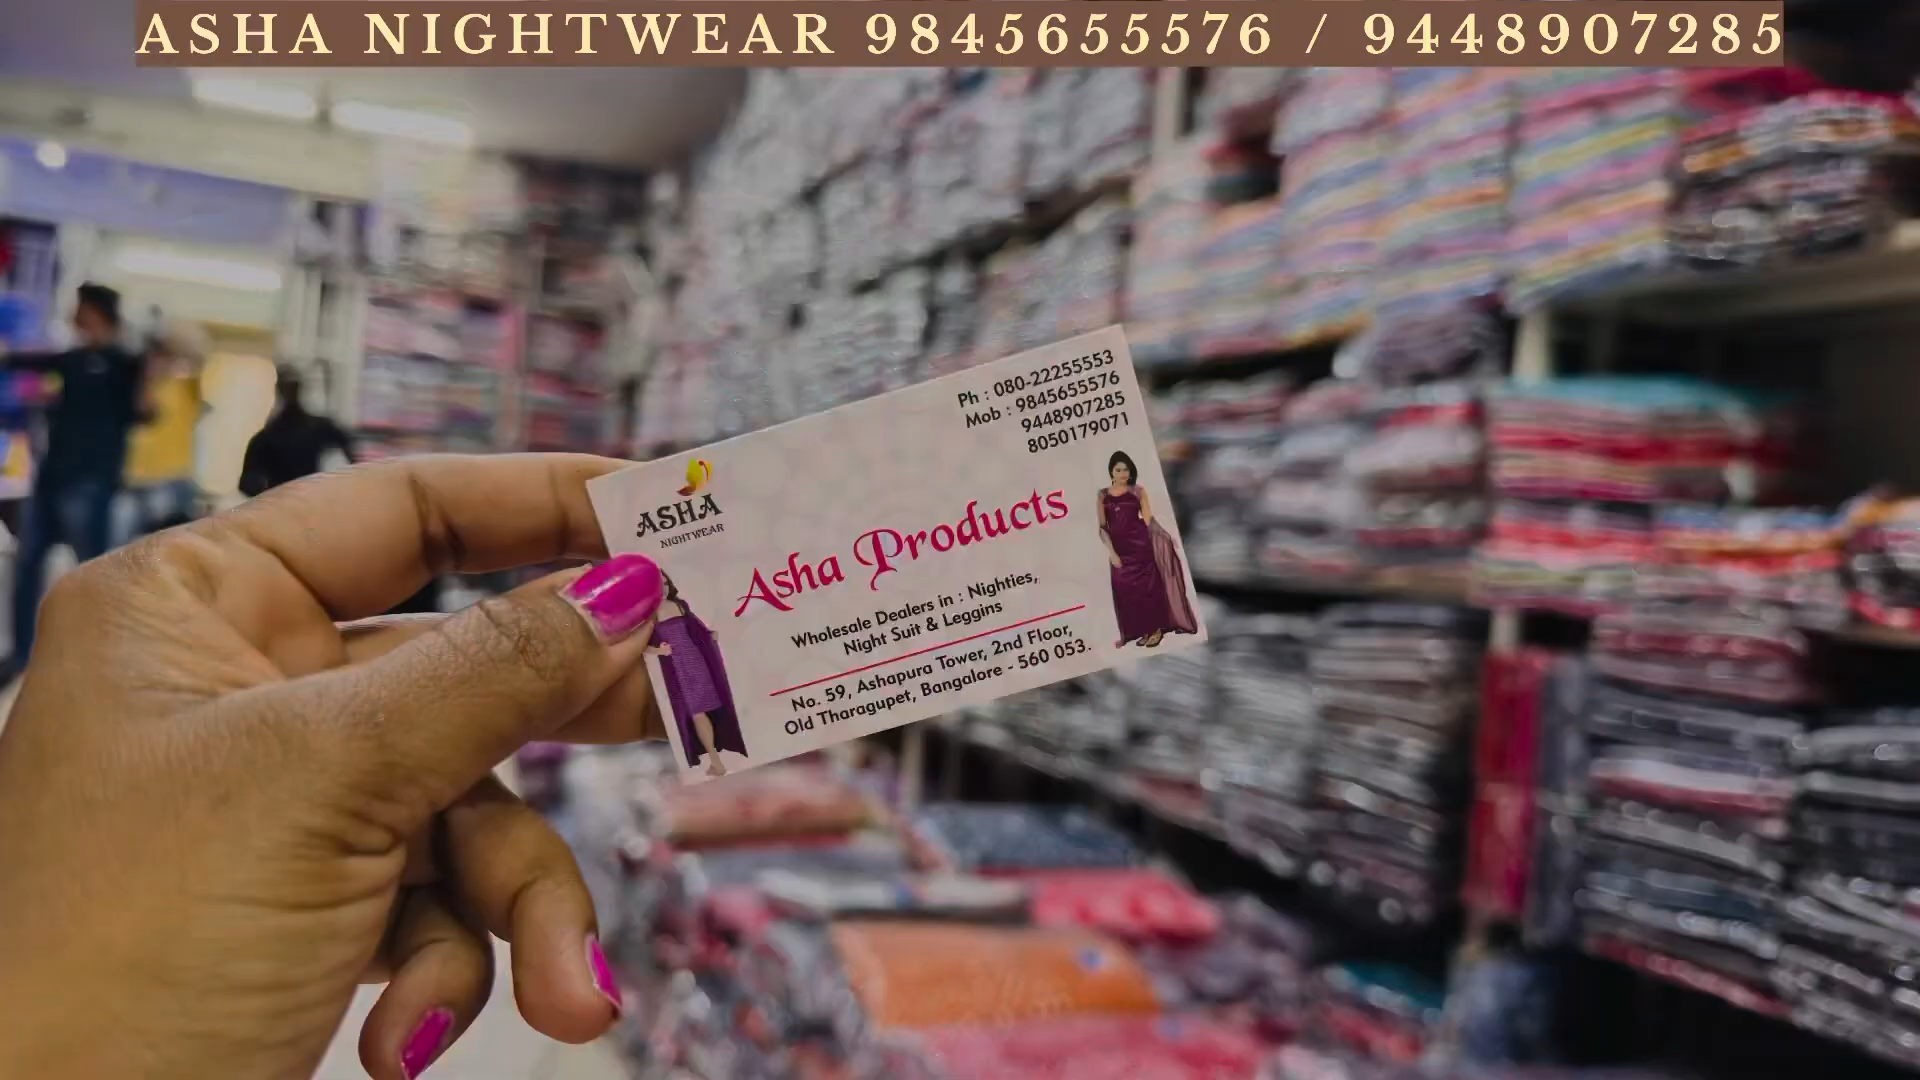 ASHA NIGHTWEAR 9845655576 / 9448907285
Ph : 080-22255553
Mob : 9845655576
9448907285
8050179071
ASHA
NIGHTWEAR
Asha Products
Wholesale Dealers in : Nighties,
Night Suit & Leggins
No. 59, Ashapura Tower, 2nd Floor,
Old Tharagupet, Bangalore - 560 053.